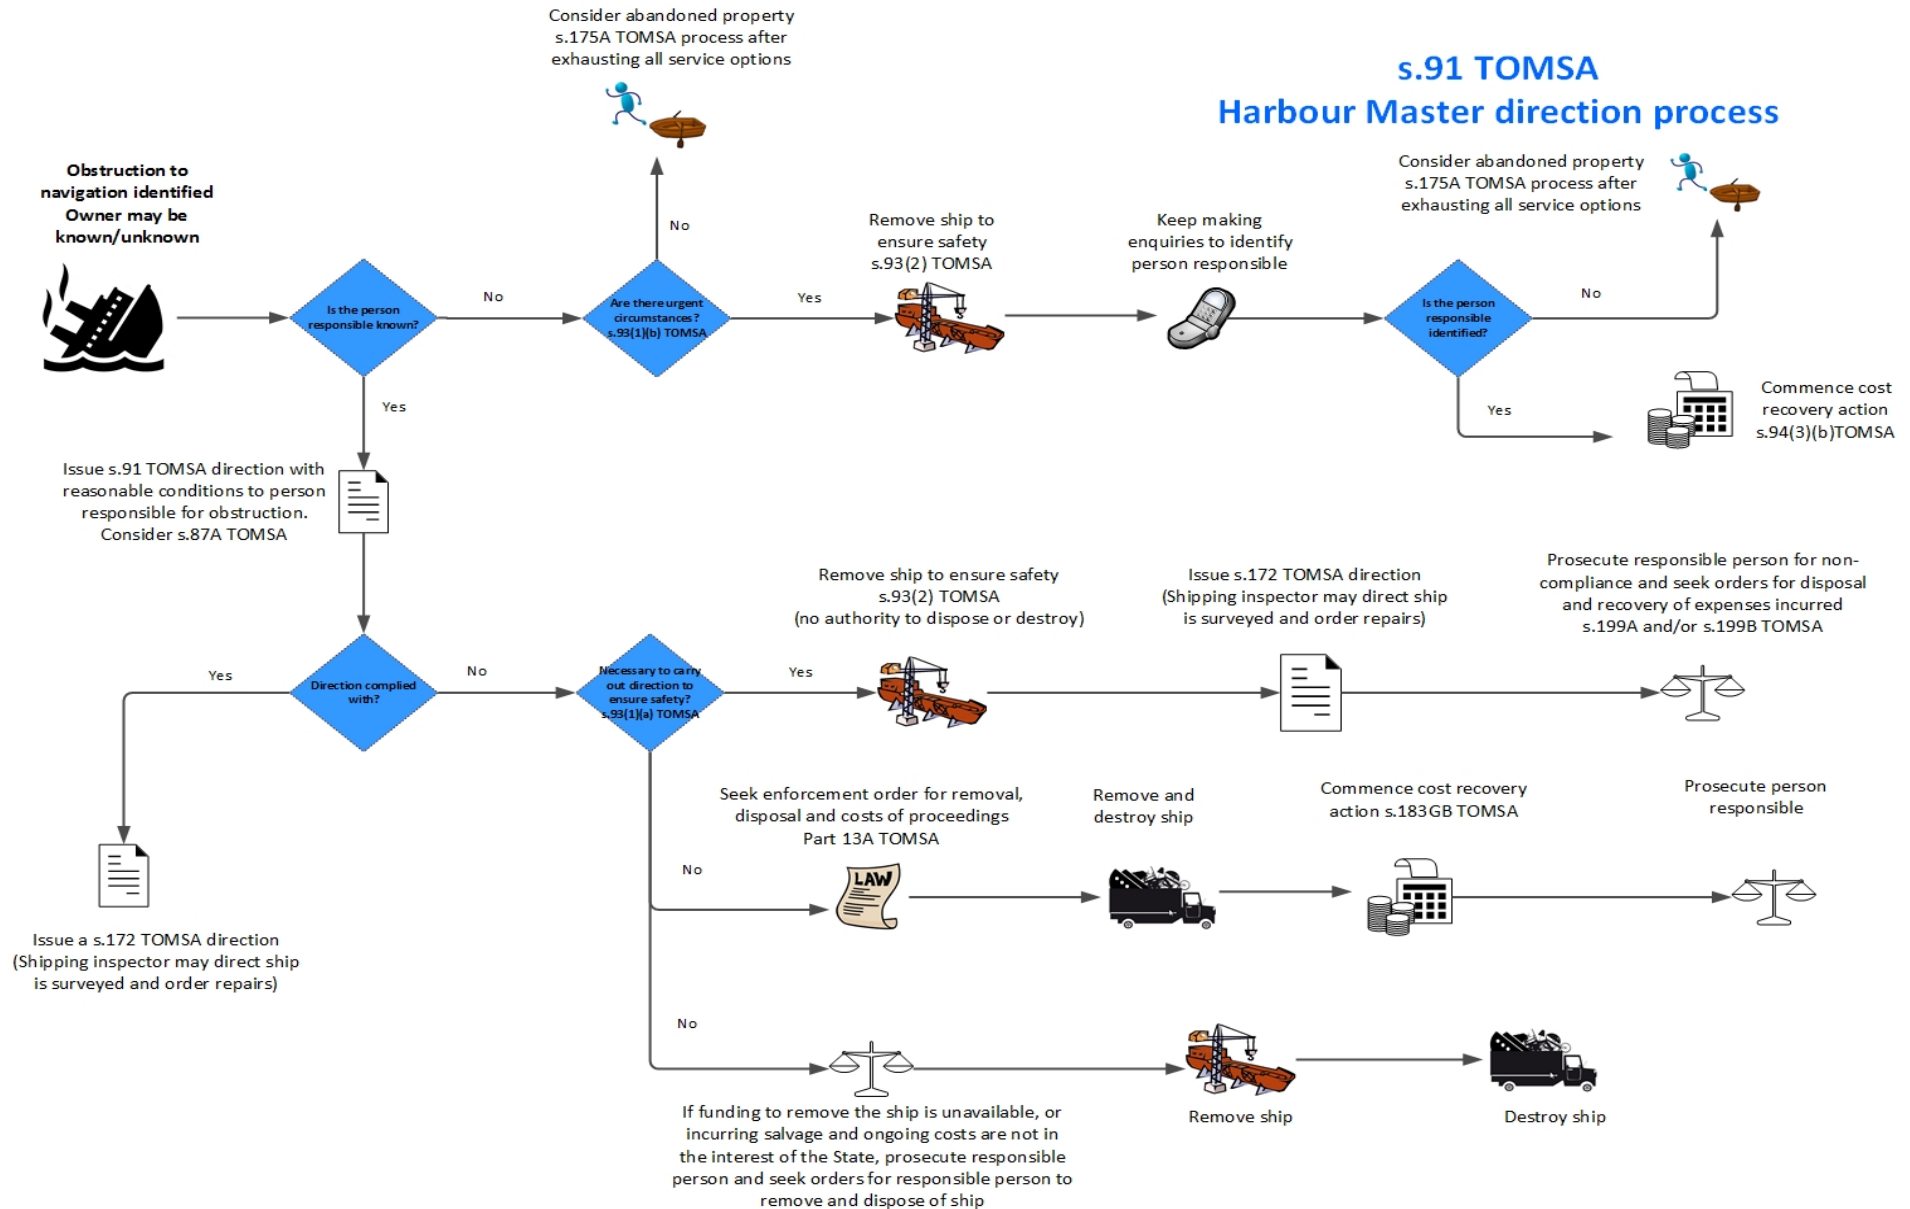 Consider abandoned property
s.175A TOMSA process after
exhausting all service options
s.91 TOMSA
Harbour Master direction process
Consider abandoned property
s.175A TOMSA process after
exhausting all service options
Obstruction to
navigation identified
Owner may be
known/unknown
No
Remove ship to
ensure safety
s.93(2) TOMSA
Keep making
enquiries to identify
person responsible
Is the person
responsible known?
No
Are there urgent
circumstances?
s.93(1)(b) TOMSA
Yes
Is the person
responsible
identified?
No
Yes
Yes
Commence cost
recovery action
s.94(3)(b)TOMSA
Issue s.91 TOMSA direction with
reasonable conditions to person
responsible for obstruction.
Consider s.87A TOMSA
Remove ship to ensure safety
s.93(2) TOMSA
(no authority to dispose or destroy)
Issue s.172 TOMSA direction
(Shipping inspector may direct ship
is surveyed and order repairs)
Prosecute responsible person for non-
compliance and seek orders for disposal
and recovery of expenses incurred
s.199A and/or s.199B TOMSA
Yes
Direction complied
with?
No
Necessary to carry
out direction to
ensure safety?
s.93(1)(a) TOMSA
Yes
Seek enforcement order for removal,
disposal and costs of proceedings
Part 13A TOMSA
Remove and
destroy ship
Commence cost recovery
action s.183GB TOMSA
Prosecute person
responsible
No
LAW
Issue a s.172 TOMSA direction
(Shipping inspector may direct ship
is surveyed and order repairs)
No
If funding to remove the ship is unavailable, or
incurring salvage and ongoing costs are not in
the interest of the State, prosecute responsible
person and seek orders for responsible person to
remove and dispose of ship
Remove ship
Destroy ship